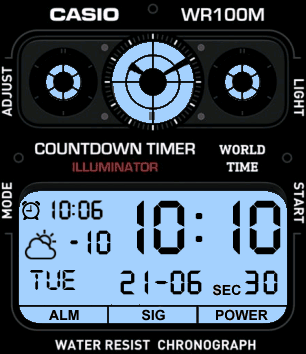 CASIO WR100M
ADJUST
LIGHT
COUNTDOWN TIMER
ILLUMINATOR
WORLD
TIME
MODE
START
10:06
10:10
-10
TUE 21-06 SEC 30
ALM SIG POWER
WATER RESIST CHRONOGRAPH